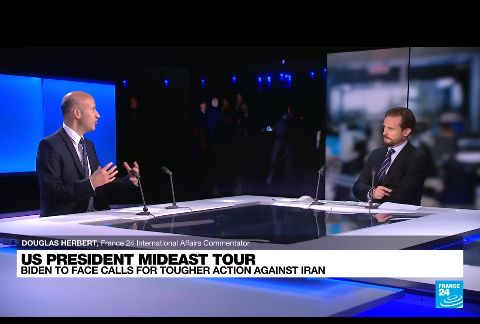 DOUGLAS HERBERT, France 24 International Affairs Commentator
US PRESIDENT MIDEAST TOUR
BIDEN TO FACE CALLS FOR TOUGHER ACTION AGAINST IRAN
FRANCE
24